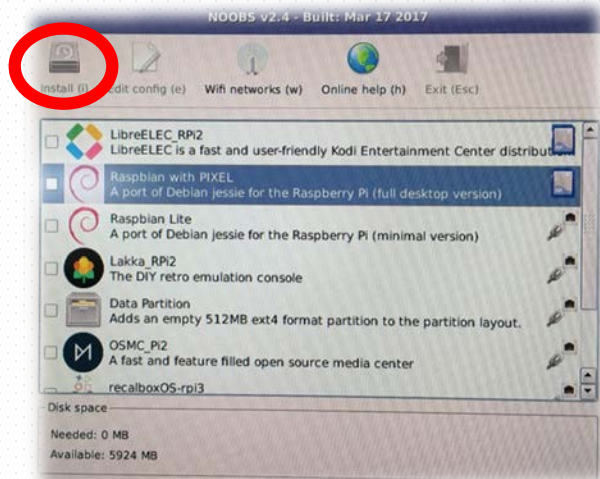 NOOBS v2.4 - Built: Mar 17 2017
Install (i)
Edit config (e)
Wifi networks (w)
Online help (h)
Exit (Esc)
LibreELEC_RPi2
LibreELEC is a fast and user-friendly Kodi Entertainment Center distribut
Raspbian with PIXEL
A port of Debian jessie for the Raspberry Pi (full desktop version)
Raspbian Lite
A port of Debian jessie for the Raspberry Pi (minimal version)
Lakka_RPi2
The DIY retro emulation console
Data Partition
Adds an empty 512MB ext4 format partition to the partition layout.
OSMC_Pi2
A fast and feature filled open source media center
recalboxOS-rpi3
Disk space
Needed: 0 MB
Available: 5924 MB